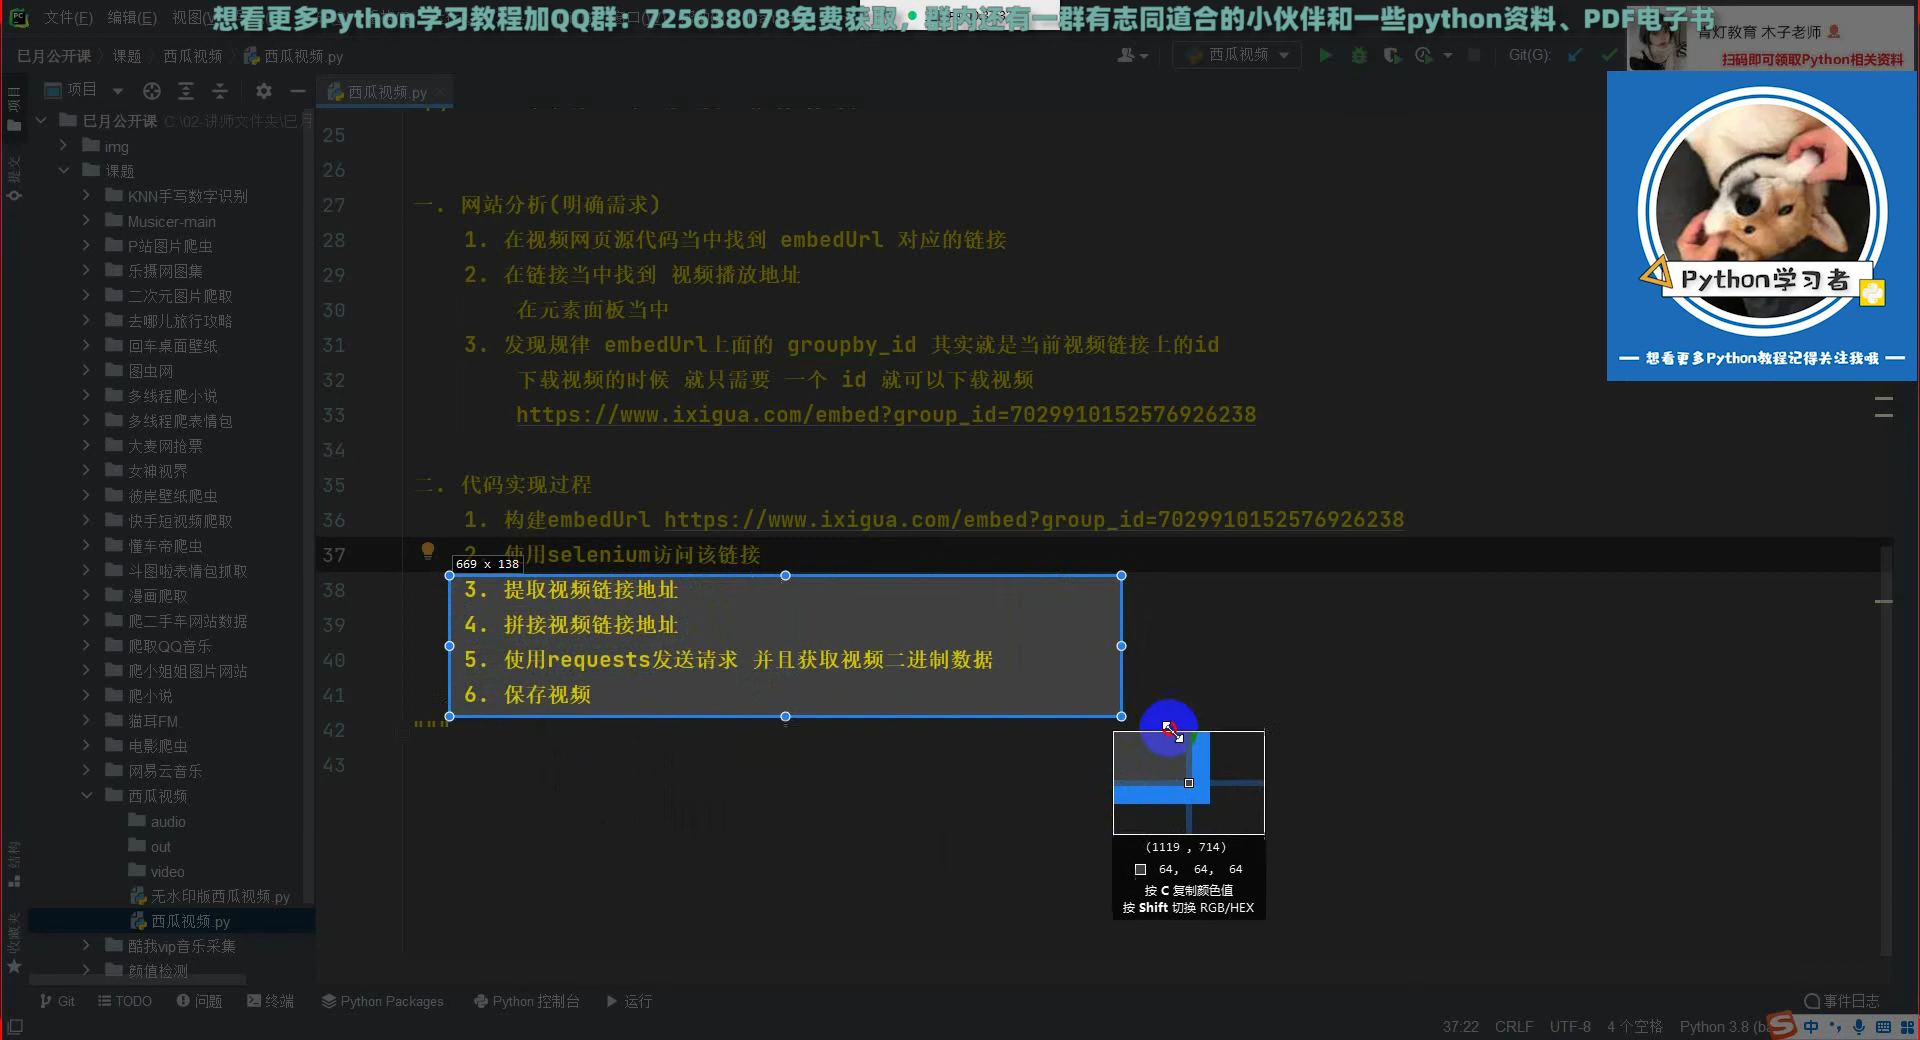 想看更多Python学习教程加QQ群：725638078免费获取，群内还有一群有志同道合的小伙伴和一些python资料、PDF电子书
文件(F) 编辑(E)
青灯教育 木子老师
扫码即可领取Python相关资料
巳月公开课 课题 西瓜视频 西瓜视频.py
西瓜视频
Git(G):
项目
西瓜视频.py
巳月公开课 C:\02-讲师文件夹\巳月
img
课题
KNN手写数字识别
Musicer-main
P站图片爬虫
乐摄网图集
二次元图片爬取
去哪儿旅行攻略
回车桌面壁纸
图虫网
多线程爬小说
多线程爬表情包
大麦网抢票
女神视界
彼岸壁纸爬虫
快手短视频爬取
懂车帝爬虫
斗图啦表情包抓取
漫画爬取
爬二手车网站数据
爬取QQ音乐
爬小姐姐图片网站
爬小说
猫耳FM
电影爬虫
网易云音乐
西瓜视频
audio
out
video
无水印版西瓜视频.py
西瓜视频.py
酷我vip音乐采集
颜值检测
项目
提交
结构
收藏夹
25
26
27 一. 网站分析(明确需求)
28 1. 在视频网页源代码当中找到 embedUrl 对应的链接
29 2. 在链接当中找到 视频播放地址
30 在元素面板当中
31 3. 发现规律 embedUrl上面的 groupby_id 其实就是当前视频链接上的id
32 下载视频的时候 就只需要 一个 id 就可以下载视频
33 https://www.ixigua.com/embed?group_id=7029910152576926238
34
35 二. 代码实现过程
36 1. 构建embedUrl https://www.ixigua.com/embed?group_id=7029910152576926238
37 2. 使用selenium访问该链接
669 x 138
38 3. 提取视频链接地址
39 4. 拼接视频链接地址
40 5. 使用requests发送请求 并且获取视频二进制数据
41 6. 保存视频
42 """
43
Python学习者
想看更多Python教程记得关注我哦
(1119 , 714)
64, 64, 64
按 C 复制颜色值
按 Shift 切换 RGB/HEX
Git TODO 问题 终端 Python Packages Python 控制台 运行
事件日志
37:22 CRLF UTF-8 4 个空格 Python 3.8 (ba
中